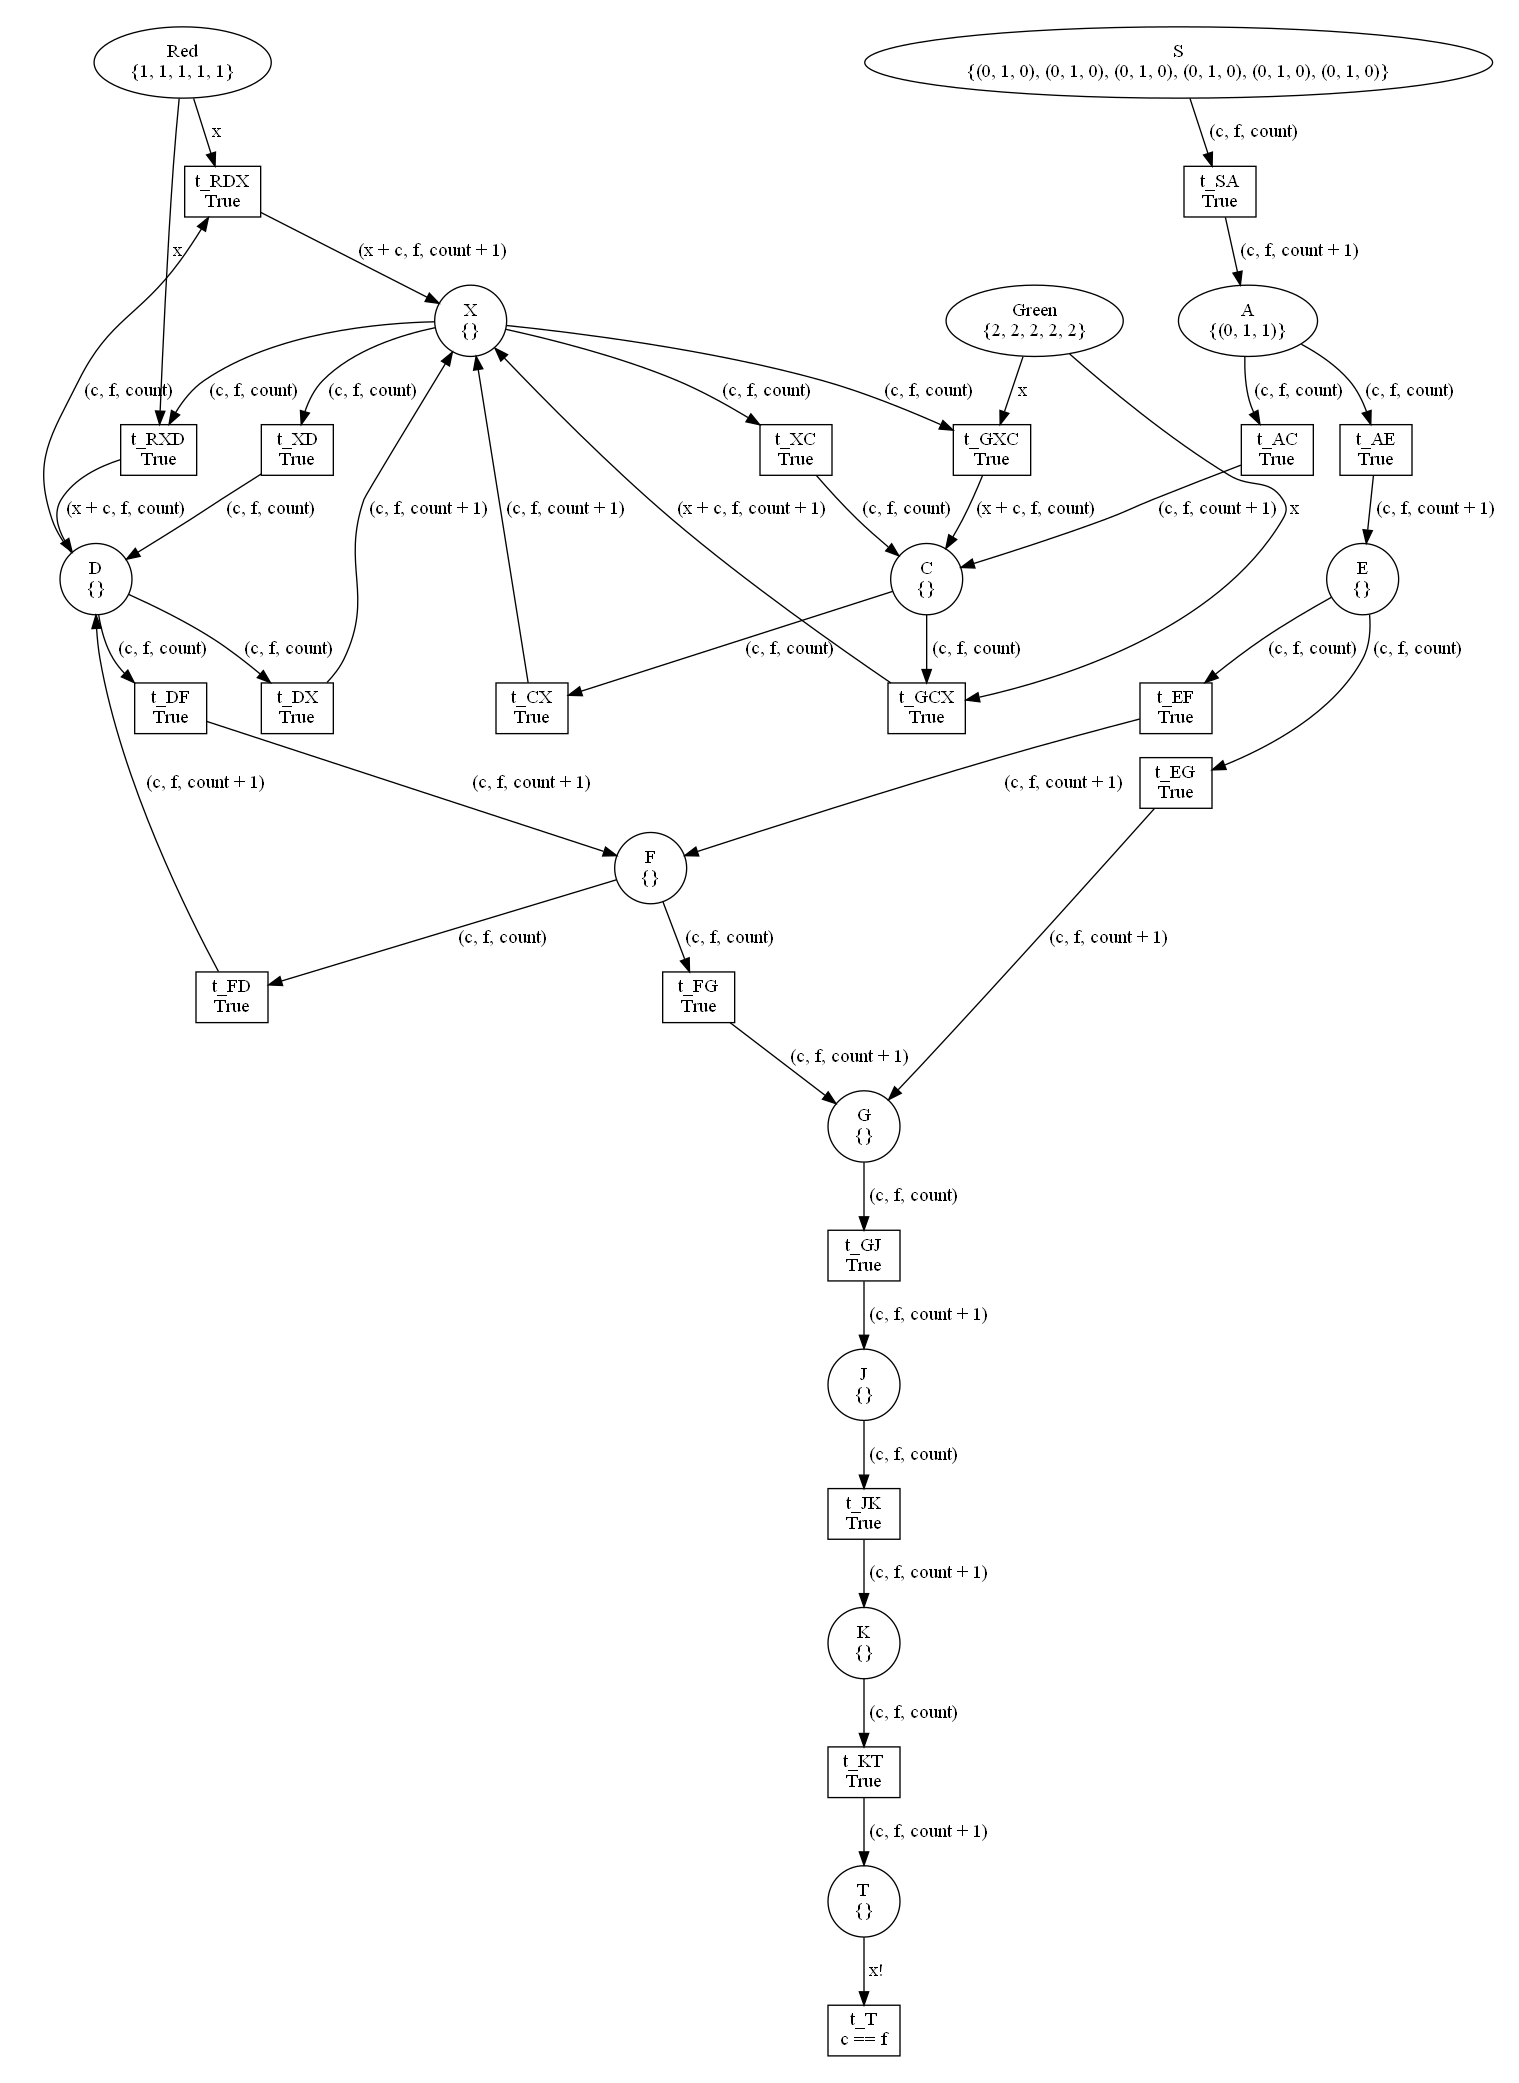 Red
{1, 1, 1, 1, 1}
S
{(0, 1, 0), (0, 1, 0), (0, 1, 0), (0, 1, 0), (0, 1, 0), (0, 1, 0)}
x
(c, f, count)
t_RDX
True
t_SA
True
x
(x + c, f, count + 1)
(c, f, count + 1)
X
{}
Green
{2, 2, 2, 2, 2}
A
{(0, 1, 1)}
(c, f, count)
(c, f, count)
(c, f, count)
(c, f, count)
(c, f, count)
x
(c, f, count)
(c, f, count)
t_RXD
True
t_XD
True
t_XC
True
t_GXC
True
t_AC
True
t_AE
True
(x + c, f, count)
(c, f, count)
(c, f, count + 1)
(c, f, count + 1)
(x + c, f, count + 1)
(c, f, count)
(x + c, f, count)
(c, f, count + 1)
x
(c, f, count + 1)
D
{}
C
{}
E
{}
(c, f, count)
(c, f, count)
(c, f, count)
(c, f, count)
(c, f, count)
(c, f, count)
t_DF
True
t_DX
True
t_CX
True
t_GCX
True
t_EF
True
t_EG
True
(c, f, count + 1)
(c, f, count + 1)
(c, f, count + 1)
F
{}
(c, f, count)
(c, f, count)
(c, f, count + 1)
t_FD
True
t_FG
True
(c, f, count + 1)
G
{}
(c, f, count)
t_GJ
True
(c, f, count + 1)
J
{}
(c, f, count)
t_JK
True
(c, f, count + 1)
K
{}
(c, f, count)
t_KT
True
(c, f, count + 1)
T
{}
x!
t_T
c == f